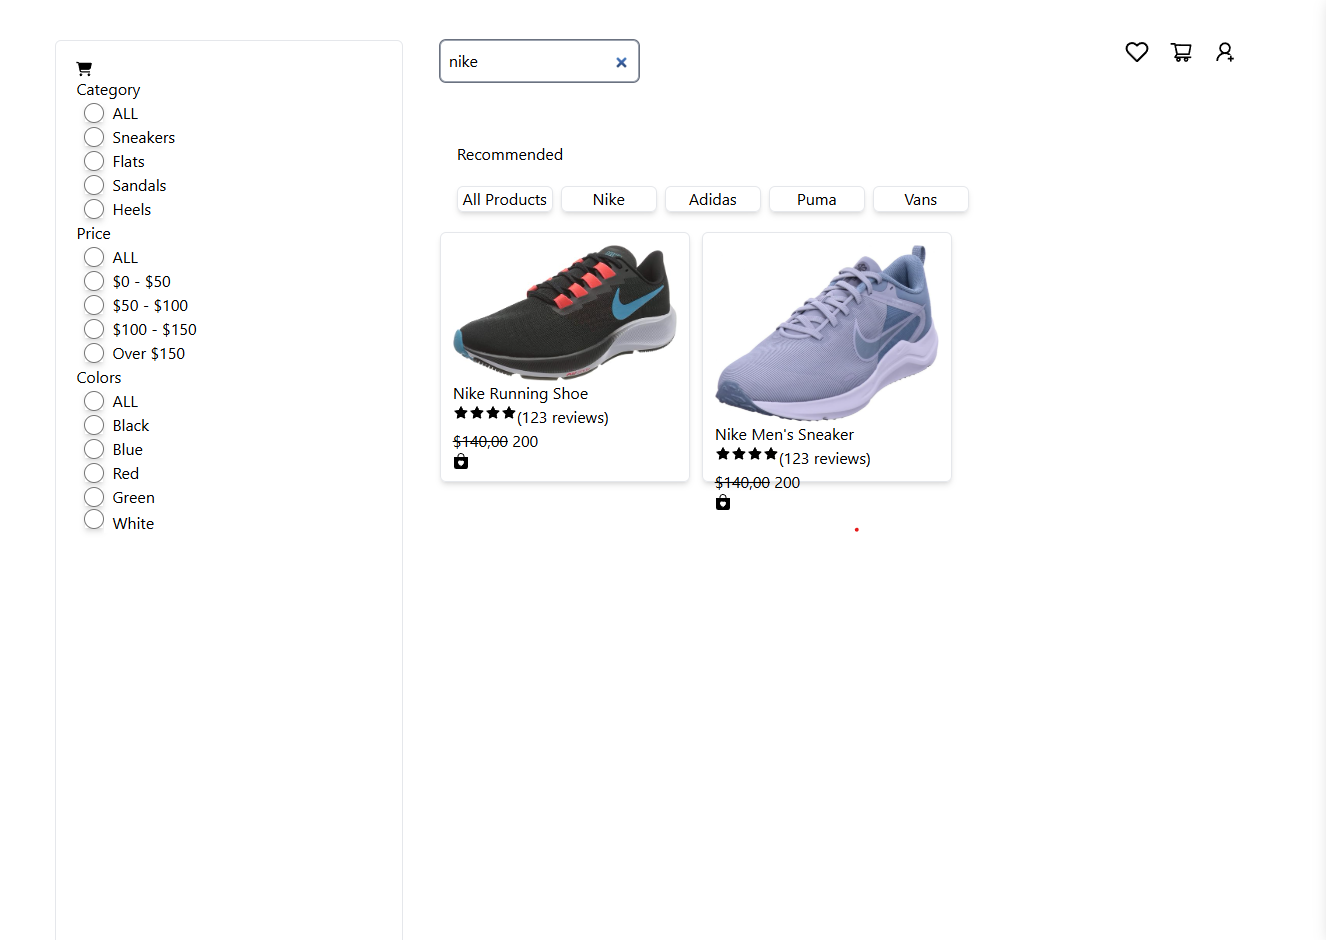 Category
ALL
Sneakers
Flats
Sandals
Heels
Price
ALL
$0 - $50
$50 - $100
$100 - $150
Over $150
Colors
ALL
Black
Blue
Red
Green
White
nike
Recommended
All Products Nike Adidas Puma Vans
Nike Running Shoe
(123 reviews)
$140,00 200
Nike Men's Sneaker
(123 reviews)
$140,00 200